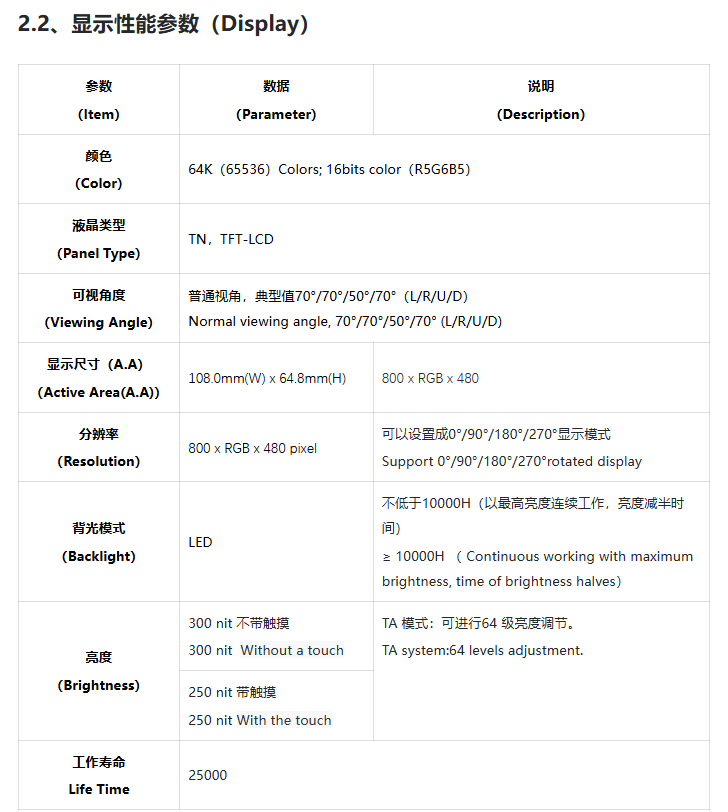 2.2、显示性能参数（Display）
参数
（Item）
数据
（Parameter）
说明
（Description）
颜色
（Color）
64K（65536）Colors; 16bits color（R5G6B5）
液晶类型
（Panel Type）
TN，TFT-LCD
可视角度
（Viewing Angle）
普通视角，典型值70°/70°/50°/70°（L/R/U/D）
Normal viewing angle, 70°/70°/50°/70° (L/R/U/D)
显示尺寸（A.A）
（Active Area(A.A)）
108.0mm(W) x 64.8mm(H)
800 x RGB x 480
分辨率
（Resolution）
800 x RGB x 480 pixel
可以设置成0°/90°/180°/270°显示模式
Support 0°/90°/180°/270°rotated display
背光模式
（Backlight）
LED
不低于10000H（以最高亮度连续工作，亮度减半时
间）
≥ 10000H （ Continuous working with maximum
brightness, time of brightness halves）
亮度
（Brightness）
300 nit 不带触摸
300 nit  Without a touch
250 nit 带触摸
250 nit With the touch
TA 模式：可进行64 级亮度调节。
TA system:64 levels adjustment.
工作寿命
Life Time
25000